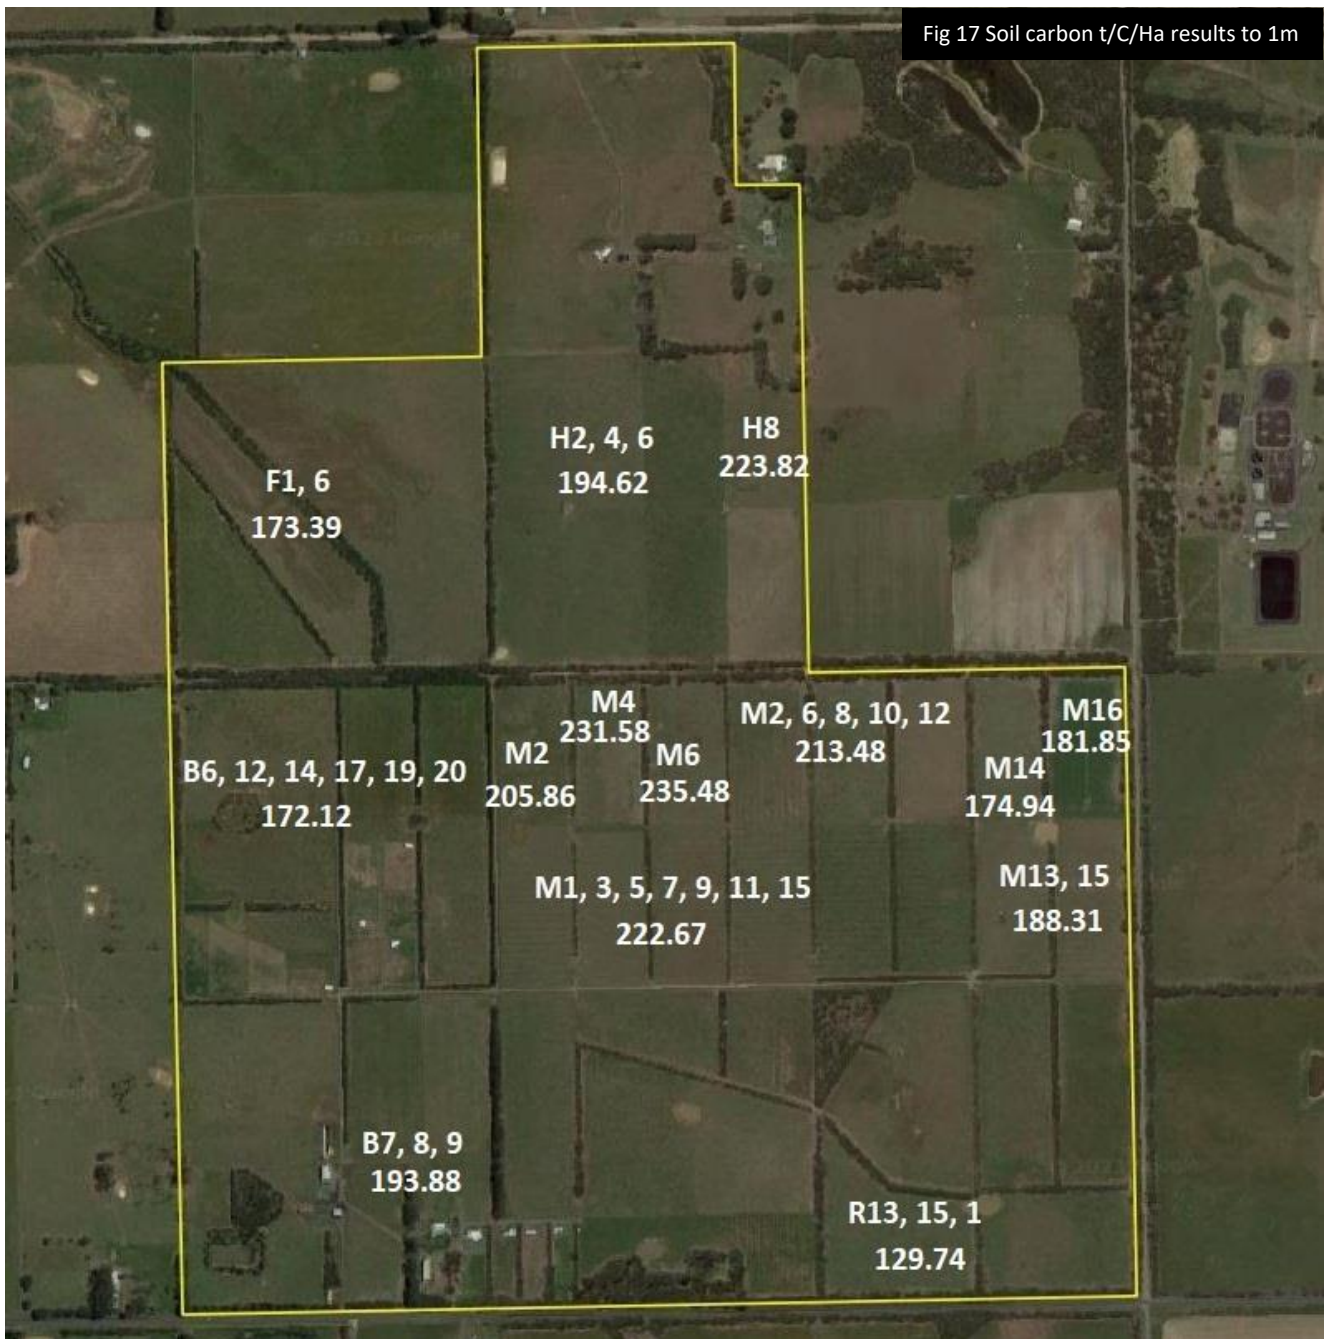 Fig 17 Soil carbon t/C/Ha results to 1m
H2, 4, 6
194.62
H8
223.82
F1, 6
173.39
M4
231.58
M2, 6, 8, 10, 12
213.48
M16
181.85
M2
205.86
M6
235.48
B6, 12, 14, 17, 19, 20
172.12
M14
174.94
M1, 3, 5, 7, 9, 11, 15
222.67
M13, 15
188.31
B7, 8, 9
193.88
R13, 15, 1
129.74